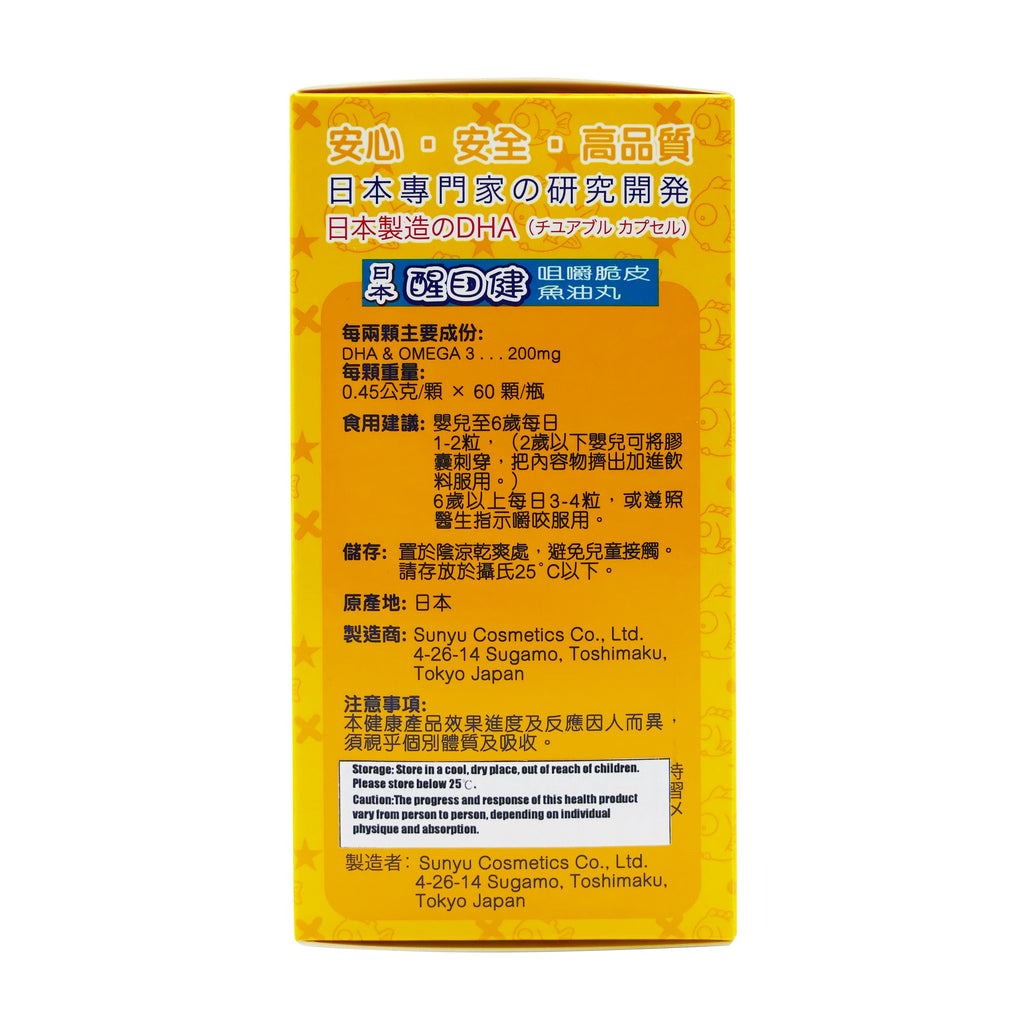 安心・安全・高品質
日本專門家の研究開発
日本製造のDHA（チユアブル カプセル）
日本 醒目健 咀嚼脆皮
魚油丸
每兩顆主要成份:
DHA & OMEGA 3 . . . 200mg
每顆重量:
0.45公克/顆 × 60 顆/瓶
食用建議: 嬰兒至6歲每日
1-2粒，（2歲以下嬰兒可將膠
囊刺穿，把內容物擠出加進飲
料服用。）
6歲以上每日3-4粒，或遵照
醫生指示嚼咬服用。
儲存: 置於陰涼乾爽處，避免兒童接觸。
請存放於攝氏25°C以下。
原產地: 日本
製造商: Sunyu Cosmetics Co., Ltd.
4-26-14 Sugamo, Toshimaku,
Tokyo Japan
注意事項:
本健康產品效果進度及反應因人而異，
須視乎個別體質及吸收。
Storage: Store in a cool, dry place, out of reach of children.
Please store below 25℃.
Caution:The progress and response of this health product
vary from person to person, depending on individual
physique and absorption.
製造者: Sunyu Cosmetics Co., Ltd.
4-26-14 Sugamo, Toshimaku,
Tokyo Japan